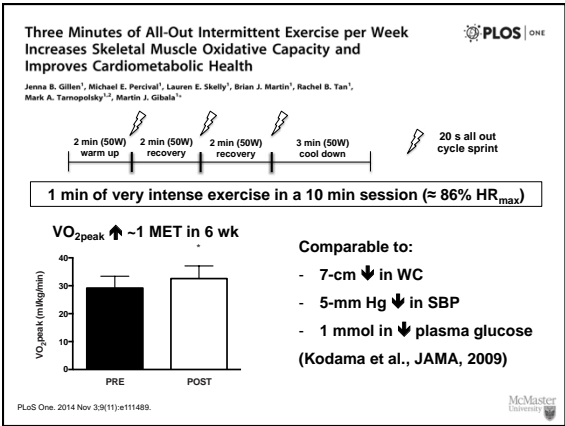 Three Minutes of All-Out Intermittent Exercise per Week
Increases Skeletal Muscle Oxidative Capacity and
Improves Cardiometabolic Health
PLOS | ONE
Jenna B. Gillen¹, Michael E. Percival¹, Lauren E. Skelly¹, Brian J. Martin¹, Rachel B. Tan¹,
Mark A. Tarnopolsky¹,², Martin J. Gibala¹*
2 min (50W)
warm up
2 min (50W)
recovery
2 min (50W)
recovery
3 min (50W)
cool down
20 s all out
cycle sprint
1 min of very intense exercise in a 10 min session (≈ 86% HRmax)
VO2peak ↑ ~1 MET in 6 wk
*
VO2peak (ml/kg/min)
40
30
20
10
0
PRE
POST
Comparable to:
- 7-cm ↓ in WC
- 5-mm Hg ↓ in SBP
- 1 mmol in ↓ plasma glucose
(Kodama et al., JAMA, 2009)
PLoS One. 2014 Nov 3;9(11):e111489.
McMaster
University